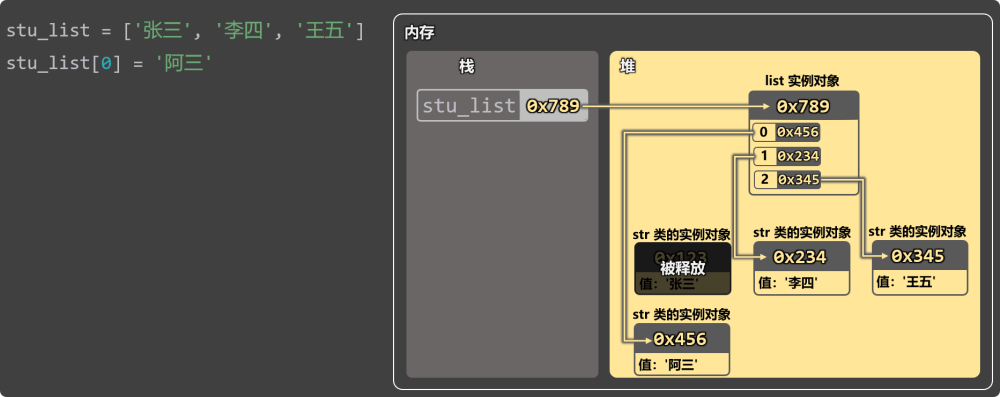 stu_list = ['张三', '李四', '王五']
stu_list[0] = '阿三'
内存
栈
堆
stu_list 0x789
list 实例对象
0x789
0 0x456
1 0x234
2 0x345
str 类的实例对象
0x123
被释放
值：'张三'
str 类的实例对象
0x234
值：'李四'
str 类的实例对象
0x345
值：'王五'
str 类的实例对象
0x456
值：'阿三'